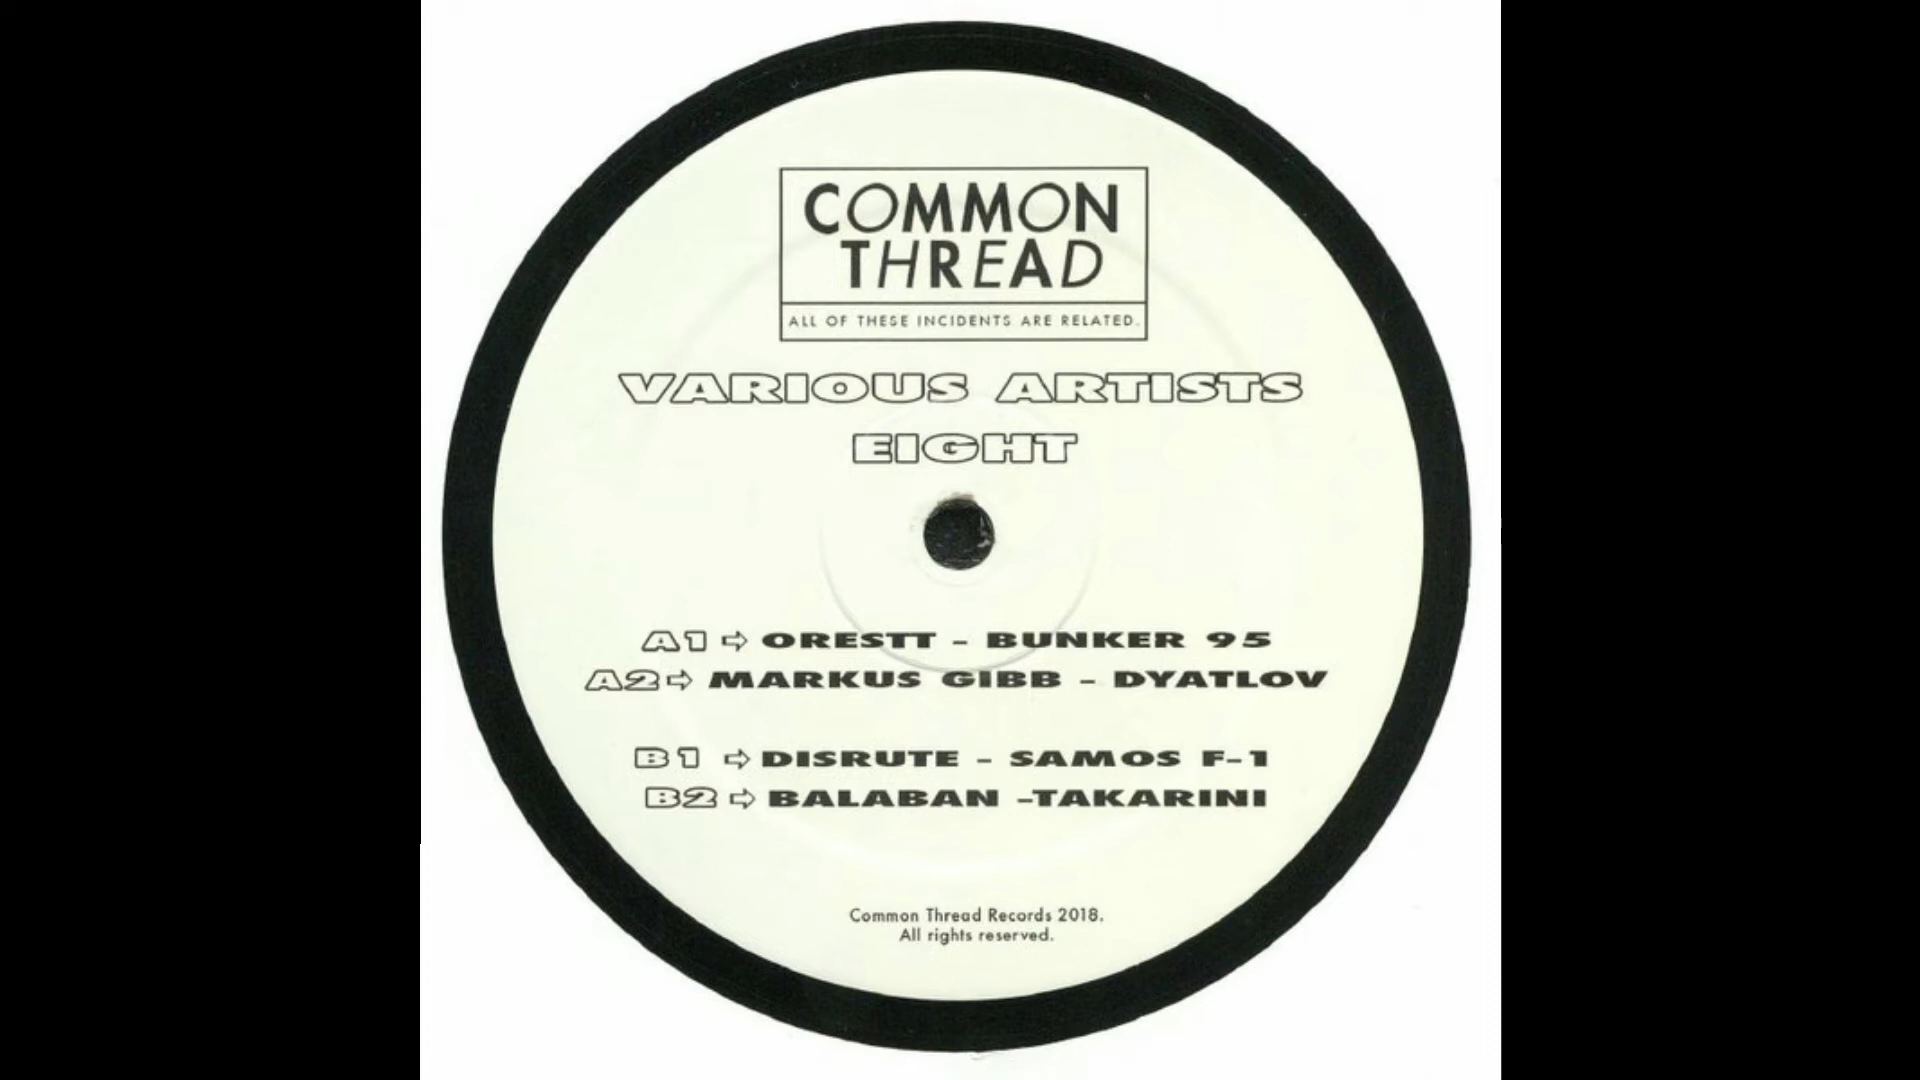 COMMON
THREAD
ALL OF THESE INCIDENTS ARE RELATED.
VARIOUS ARTISTS
EIGHT
A1 ⇨ ORESTT - BUNKER 95
A2 ⇨ MARKUS GIBB - DYATLOV
B1 ⇨ DISRUTE - SAMOS F-1
B2 ⇨ BALABAN -TAKARINI
Common Thread Records 2018.
All rights reserved.